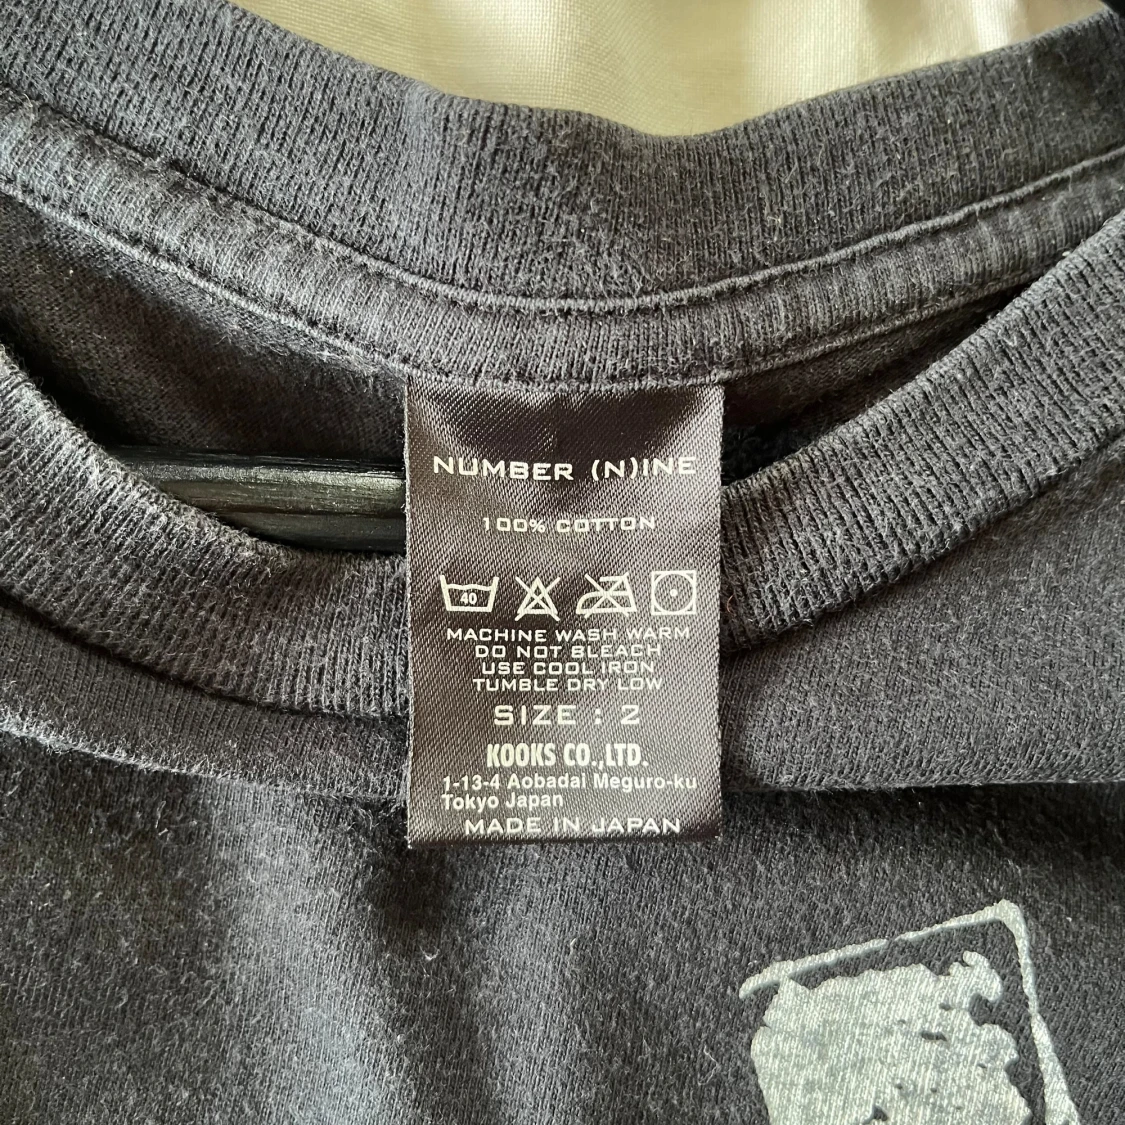 NUMBER (N)INE
100% COTTON
40
MACHINE WASH WARM
DO NOT BLEACH
USE COOL IRON
TUMBLE DRY LOW
SIZE : 2
KOOKS CO.,LTD.
1-13-4 Aobadai Meguro-ku
Tokyo Japan
MADE IN JAPAN